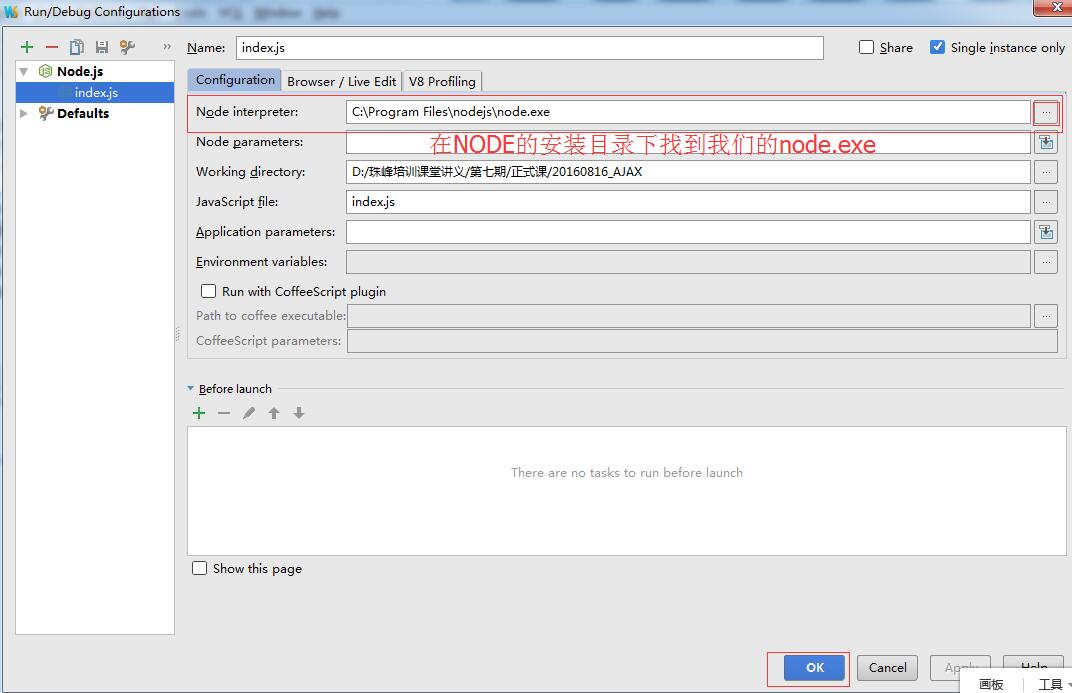 Run/Debug Configurations
Name: index.js Share Single instance only
Node.js
index.js
Defaults
Configuration Browser / Live Edit V8 Profiling
Node interpreter: C:\Program Files\nodejs\node.exe ...
Node parameters: 在NODE的安装目录下找到我们的node.exe
Working directory: D:/珠峰培训课堂讲义/第七期/正式课/20160816_AJAX ...
JavaScript file: index.js ...
Application parameters:
Environment variables: ...
Run with CoffeeScript plugin
Path to coffee executable: ...
CoffeeScript parameters:
Before launch
There are no tasks to run before launch
Show this page
OK Cancel Apply Help
画板 工具